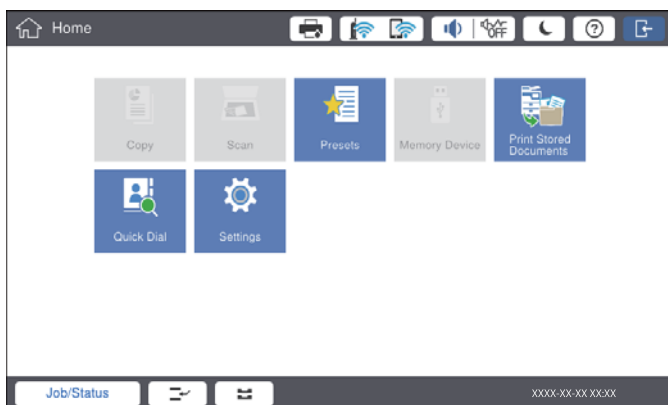 Home
OFF
?
Copy
Scan
Presets
Memory Device
Print Stored
Documents
Quick Dial
Settings
Job/Status
XXXX-XX-XX XX:XX